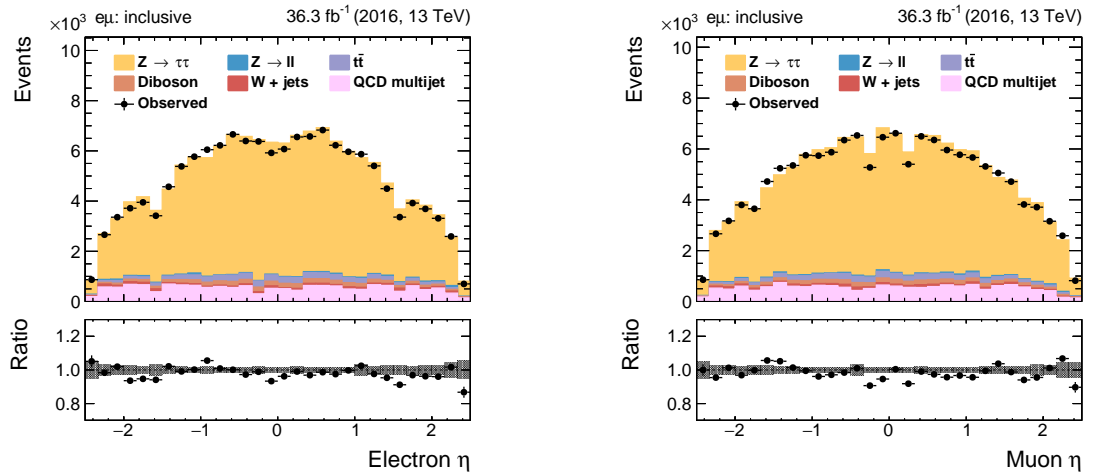 ×10³ eμ: inclusive 36.3 fb⁻¹ (2016, 13 TeV)
Events
10
8
6
4
2
0
Z → ττ Z → ll tt̄
Diboson W + jets QCD multijet
Observed
Ratio
1.2
1.0
0.8
−2 −1 0 1 2
Electron η
×10³ eμ: inclusive 36.3 fb⁻¹ (2016, 13 TeV)
Events
10
8
6
4
2
0
Z → ττ Z → ll tt̄
Diboson W + jets QCD multijet
Observed
Ratio
1.2
1.0
0.8
−2 −1 0 1 2
Muon η